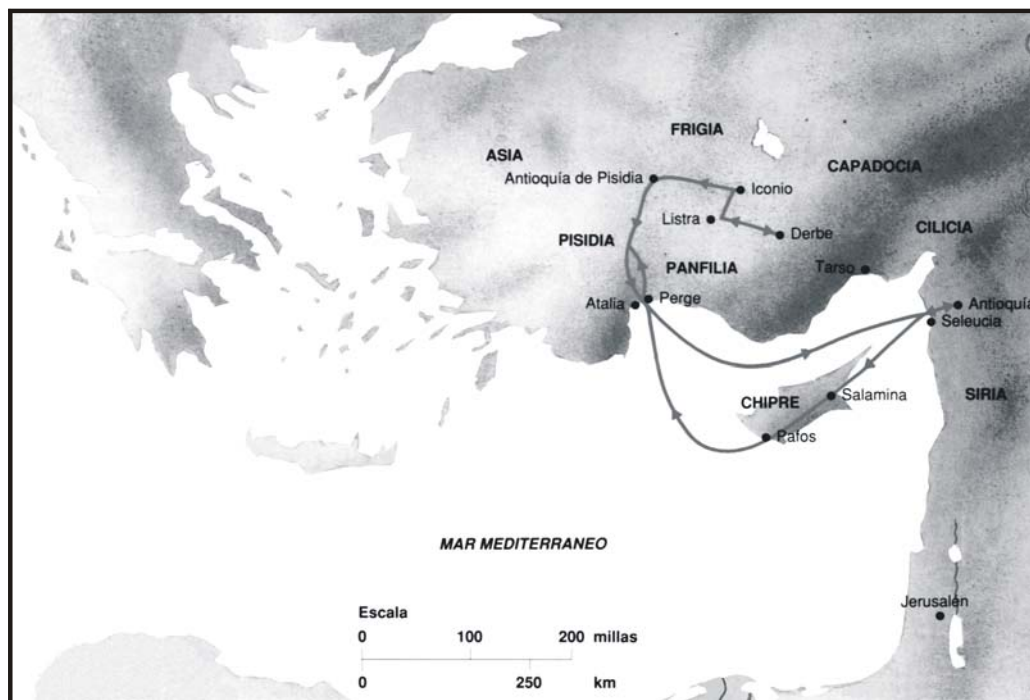 FRIGIA
ASIA
CAPADOCIA
Antioquía de Pisidia
Iconio
Listra
Derbe
CILICIA
PISIDIA
PANFILIA
Tarso
Atalía
Perge
Antioquía
Seleucia
CHIPRE
Salamina
SIRIA
Pafos
MAR MEDITERRANEO
Jerusalén
Escala
0 100 200 millas
0 250 km